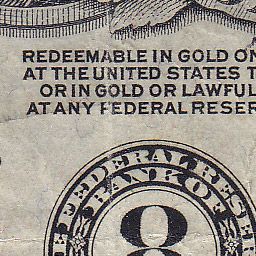 REDEEMABLE IN GOLD ON
AT THE UNITED STATES T
OR IN GOLD OR LAWFUL
AT ANY FEDERAL RESER
FEDERAL RESE
BANK OF
8